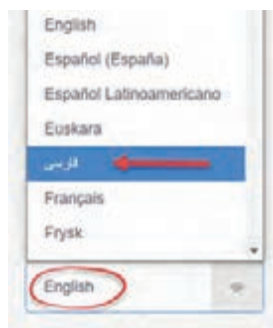 English
Español (España)
Español Latinoamericano
Euskara
فارسی
Français
Frysk
English